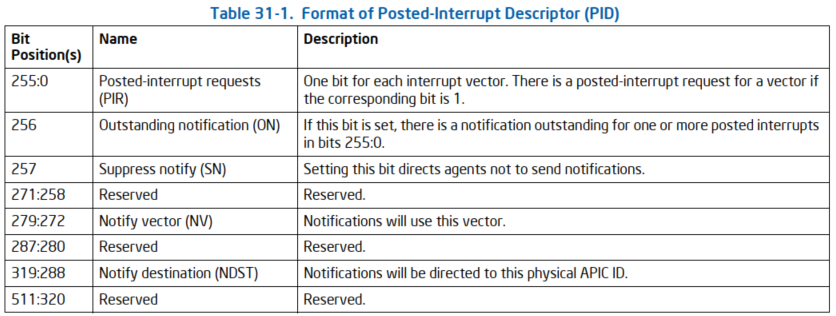 Table 31-1. Format of Posted-Interrupt Descriptor (PID)
Bit Position(s) Name Description
255:0 Posted-interrupt requests (PIR) One bit for each interrupt vector. There is a posted-interrupt request for a vector if the corresponding bit is 1.
256 Outstanding notification (ON) If this bit is set, there is a notification outstanding for one or more posted interrupts in bits 255:0.
257 Suppress notify (SN) Setting this bit directs agents not to send notifications.
271:258 Reserved Reserved.
279:272 Notify vector (NV) Notifications will use this vector.
287:280 Reserved Reserved.
319:288 Notify destination (NDST) Notifications will be directed to this physical APIC ID.
511:320 Reserved Reserved.